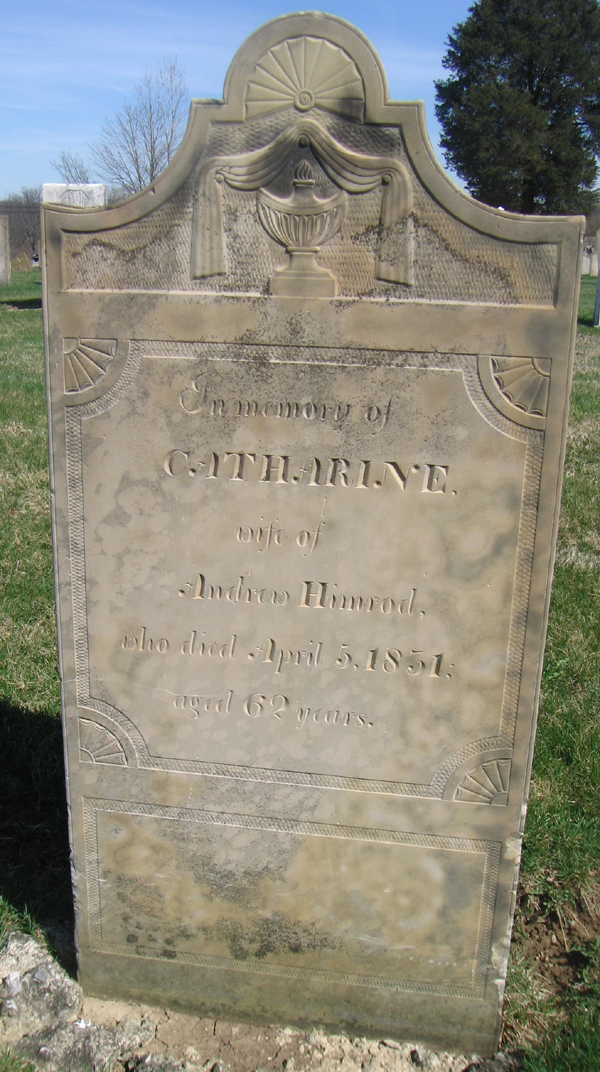 In memory of
CATHARINE,
wife of
Andrew Himrod,
who died April 5, 1851;
aged 62 years.